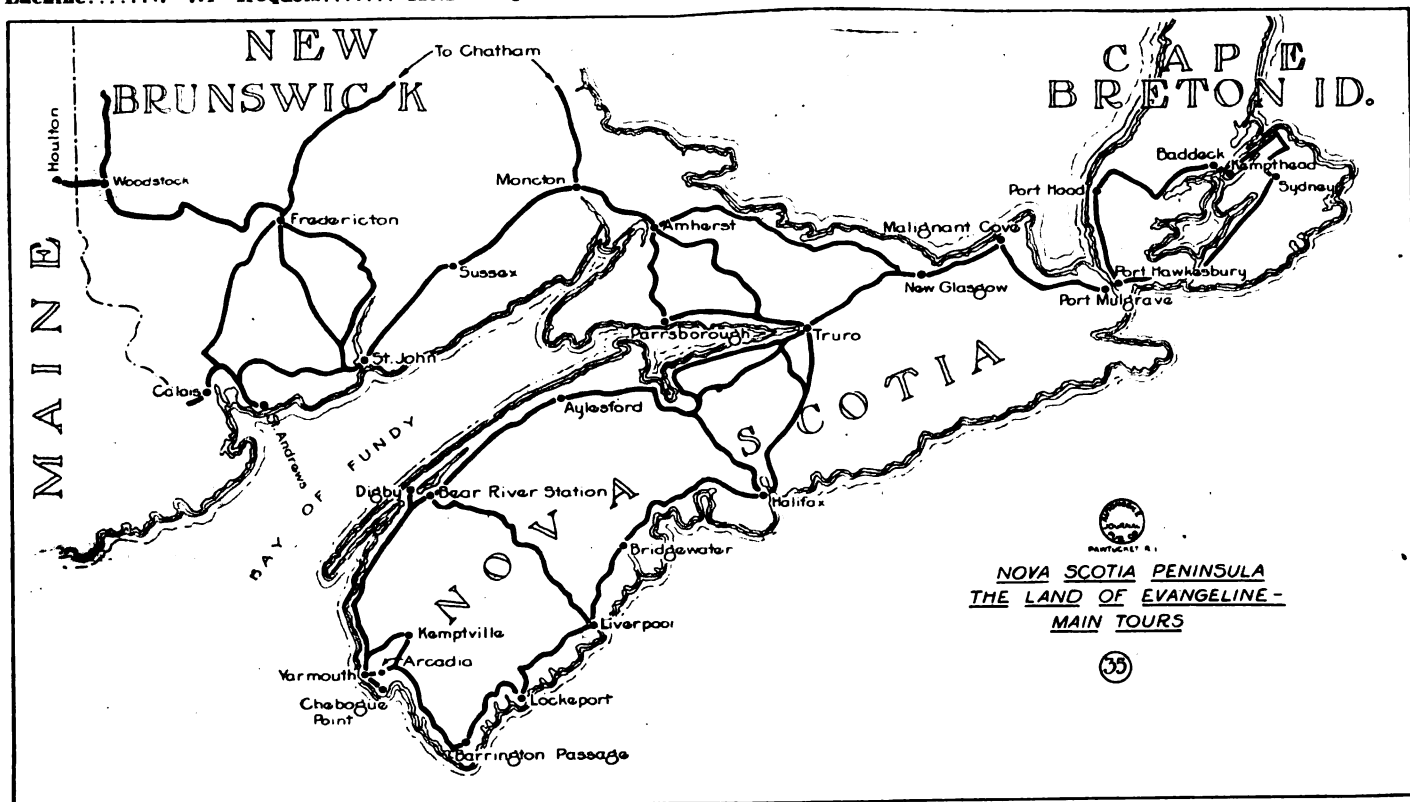 NEW
BRUNSWICK
To Chatham
CAPE
BRETON ID.
Houlton
Woodstock
Moncton
Baddeck
Kempthead
Sydney
Port Hood
Fredericton
Amherst
Malignant Cove
MAINE
Sussex
New Glasgow
Port Hawkesbury
Port Mulgrave
Parrsborough
Truro
St. John
Calais
Andrews
Aylesford
BAY OF FUNDY
NOVA SCOTIA
Digby
Bear River Station
Halifax
Bridgewater
JOURNAL
PAWTUCKET R I
NOVA SCOTIA PENINSULA
THE LAND OF EVANGELINE-
MAIN TOURS
35
Liverpool
Kemptville
Arcadia
Yarmouth
Chebogue
Point
Lockeport
Barrington Passage